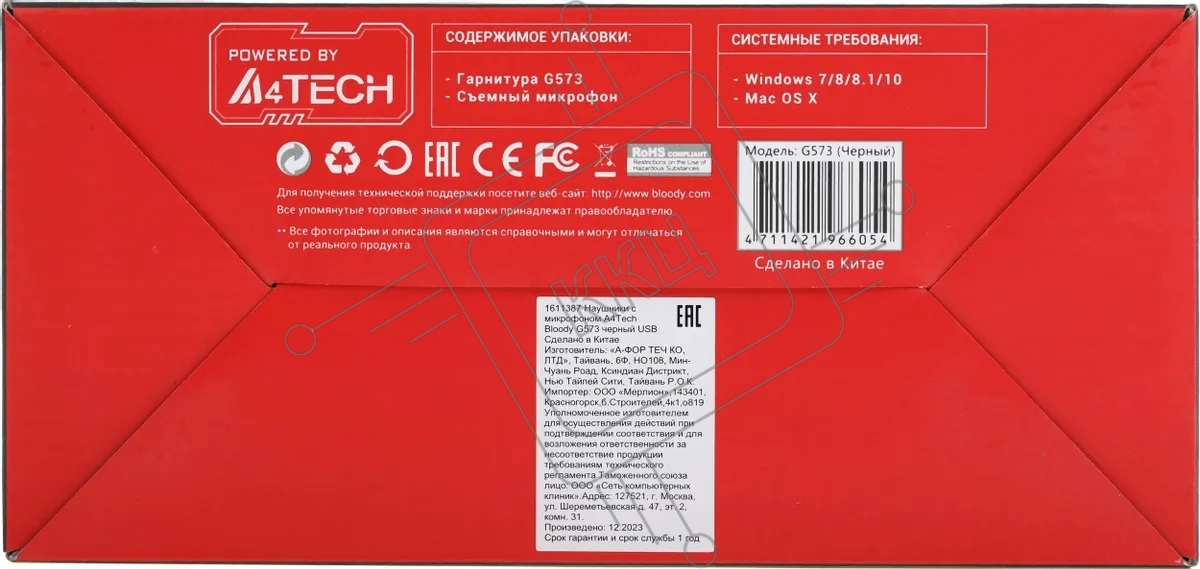 POWERED BY
A4TECH
СОДЕРЖИМОЕ УПАКОВКИ:
- Гарнитура G573
- Съемный микрофон
СИСТЕМНЫЕ ТРЕБОВАНИЯ:
- Windows 7/8/8.1/10
- Mac OS X
EAC CE FC RoHS COMPLIANT
Restrictions on the Use of
Hazardous Substances
Для получения технической поддержки посетите веб-сайт: http://www.bloody.com.
Все упомянутые торговые знаки и марки принадлежат правообладателю.
** Все фотографии и описания являются справочными и могут отличаться
от реального продукта.
Модель: G573 (Черный)
4 711421 966054
Сделано в Китае
ККЦ
EAC
1611387 Наушники с
микрофоном A4Tech
Bloody G573 черный USB
Сделано в Китае
Изготовитель: «А-ФОР ТЕЧ КО,
ЛТД», Тайвань, 6Ф, НО108, Мин-
Чуань Роад, Ксиндиан Дистрикт,
Нью Тайпей Сити, Тайвань Р.О.К.
Импортер: ООО «Мерлион»,143401,
Красногорск,б.Строителей,4к1,о819
Уполномоченное изготовителем
для осуществления действий при
подтверждении соответствия и для
возложения ответственности за
несоответствие продукции
требованиям технического
регламента Таможенного союза
лицо: ООО «Сеть компьютерных
клиник».Адрес: 127521, г. Москва,
ул. Шереметьевская д. 47, эт. 2,
комн. 31.
Произведено: 12.2023
Срок гарантии и срок службы 1 год